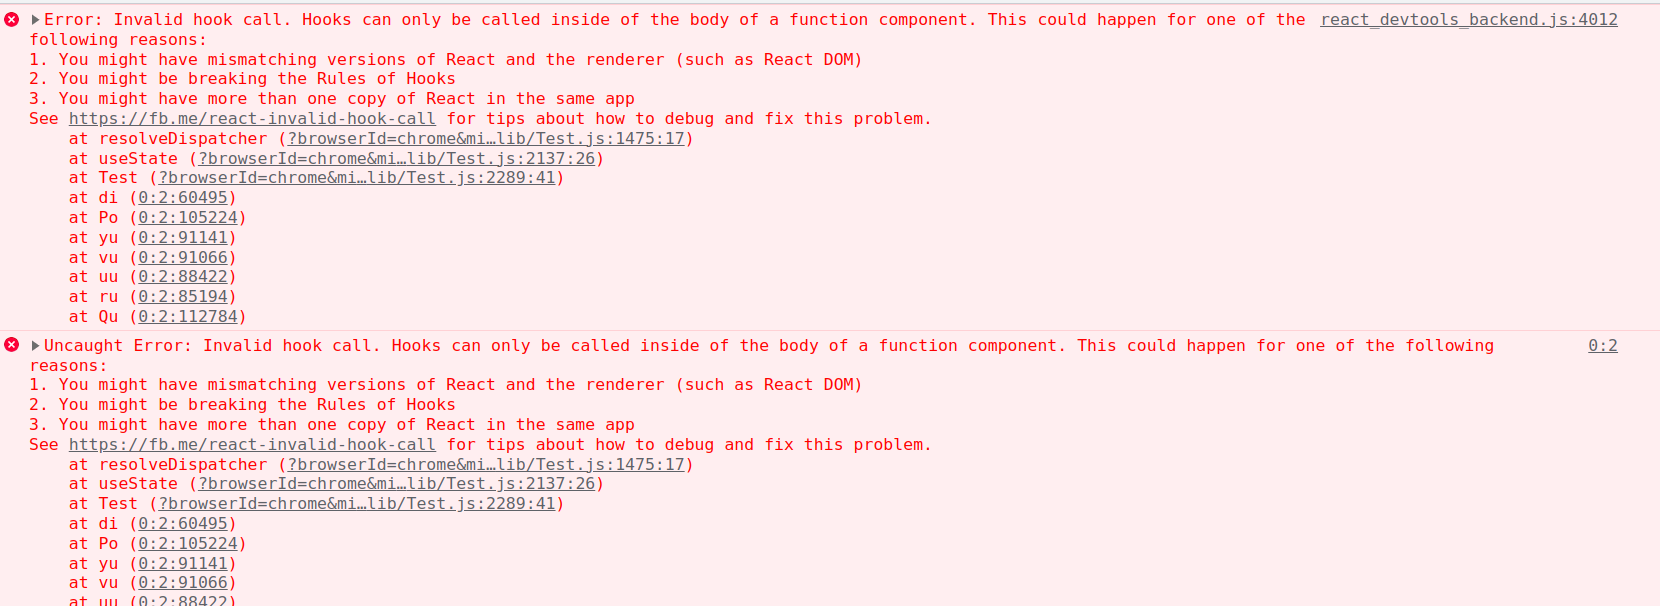 Error: Invalid hook call. Hooks can only be called inside of the body of a function component. This could happen for one of the react_devtools_backend.js:4012
following reasons:
1. You might have mismatching versions of React and the renderer (such as React DOM)
2. You might be breaking the Rules of Hooks
3. You might have more than one copy of React in the same app
See https://fb.me/react-invalid-hook-call for tips about how to debug and fix this problem.
at resolveDispatcher (?browserId=chrome&mi…lib/Test.js:1475:17)
at useState (?browserId=chrome&mi…lib/Test.js:2137:26)
at Test (?browserId=chrome&mi…lib/Test.js:2289:41)
at di (0:2:60495)
at Po (0:2:105224)
at yu (0:2:91141)
at vu (0:2:91066)
at uu (0:2:88422)
at ru (0:2:85194)
at Qu (0:2:112784)
Uncaught Error: Invalid hook call. Hooks can only be called inside of the body of a function component. This could happen for one of the following 0:2
reasons:
1. You might have mismatching versions of React and the renderer (such as React DOM)
2. You might be breaking the Rules of Hooks
3. You might have more than one copy of React in the same app
See https://fb.me/react-invalid-hook-call for tips about how to debug and fix this problem.
at resolveDispatcher (?browserId=chrome&mi…lib/Test.js:1475:17)
at useState (?browserId=chrome&mi…lib/Test.js:2137:26)
at Test (?browserId=chrome&mi…lib/Test.js:2289:41)
at di (0:2:60495)
at Po (0:2:105224)
at yu (0:2:91141)
at vu (0:2:91066)
at uu (0:2:88422)